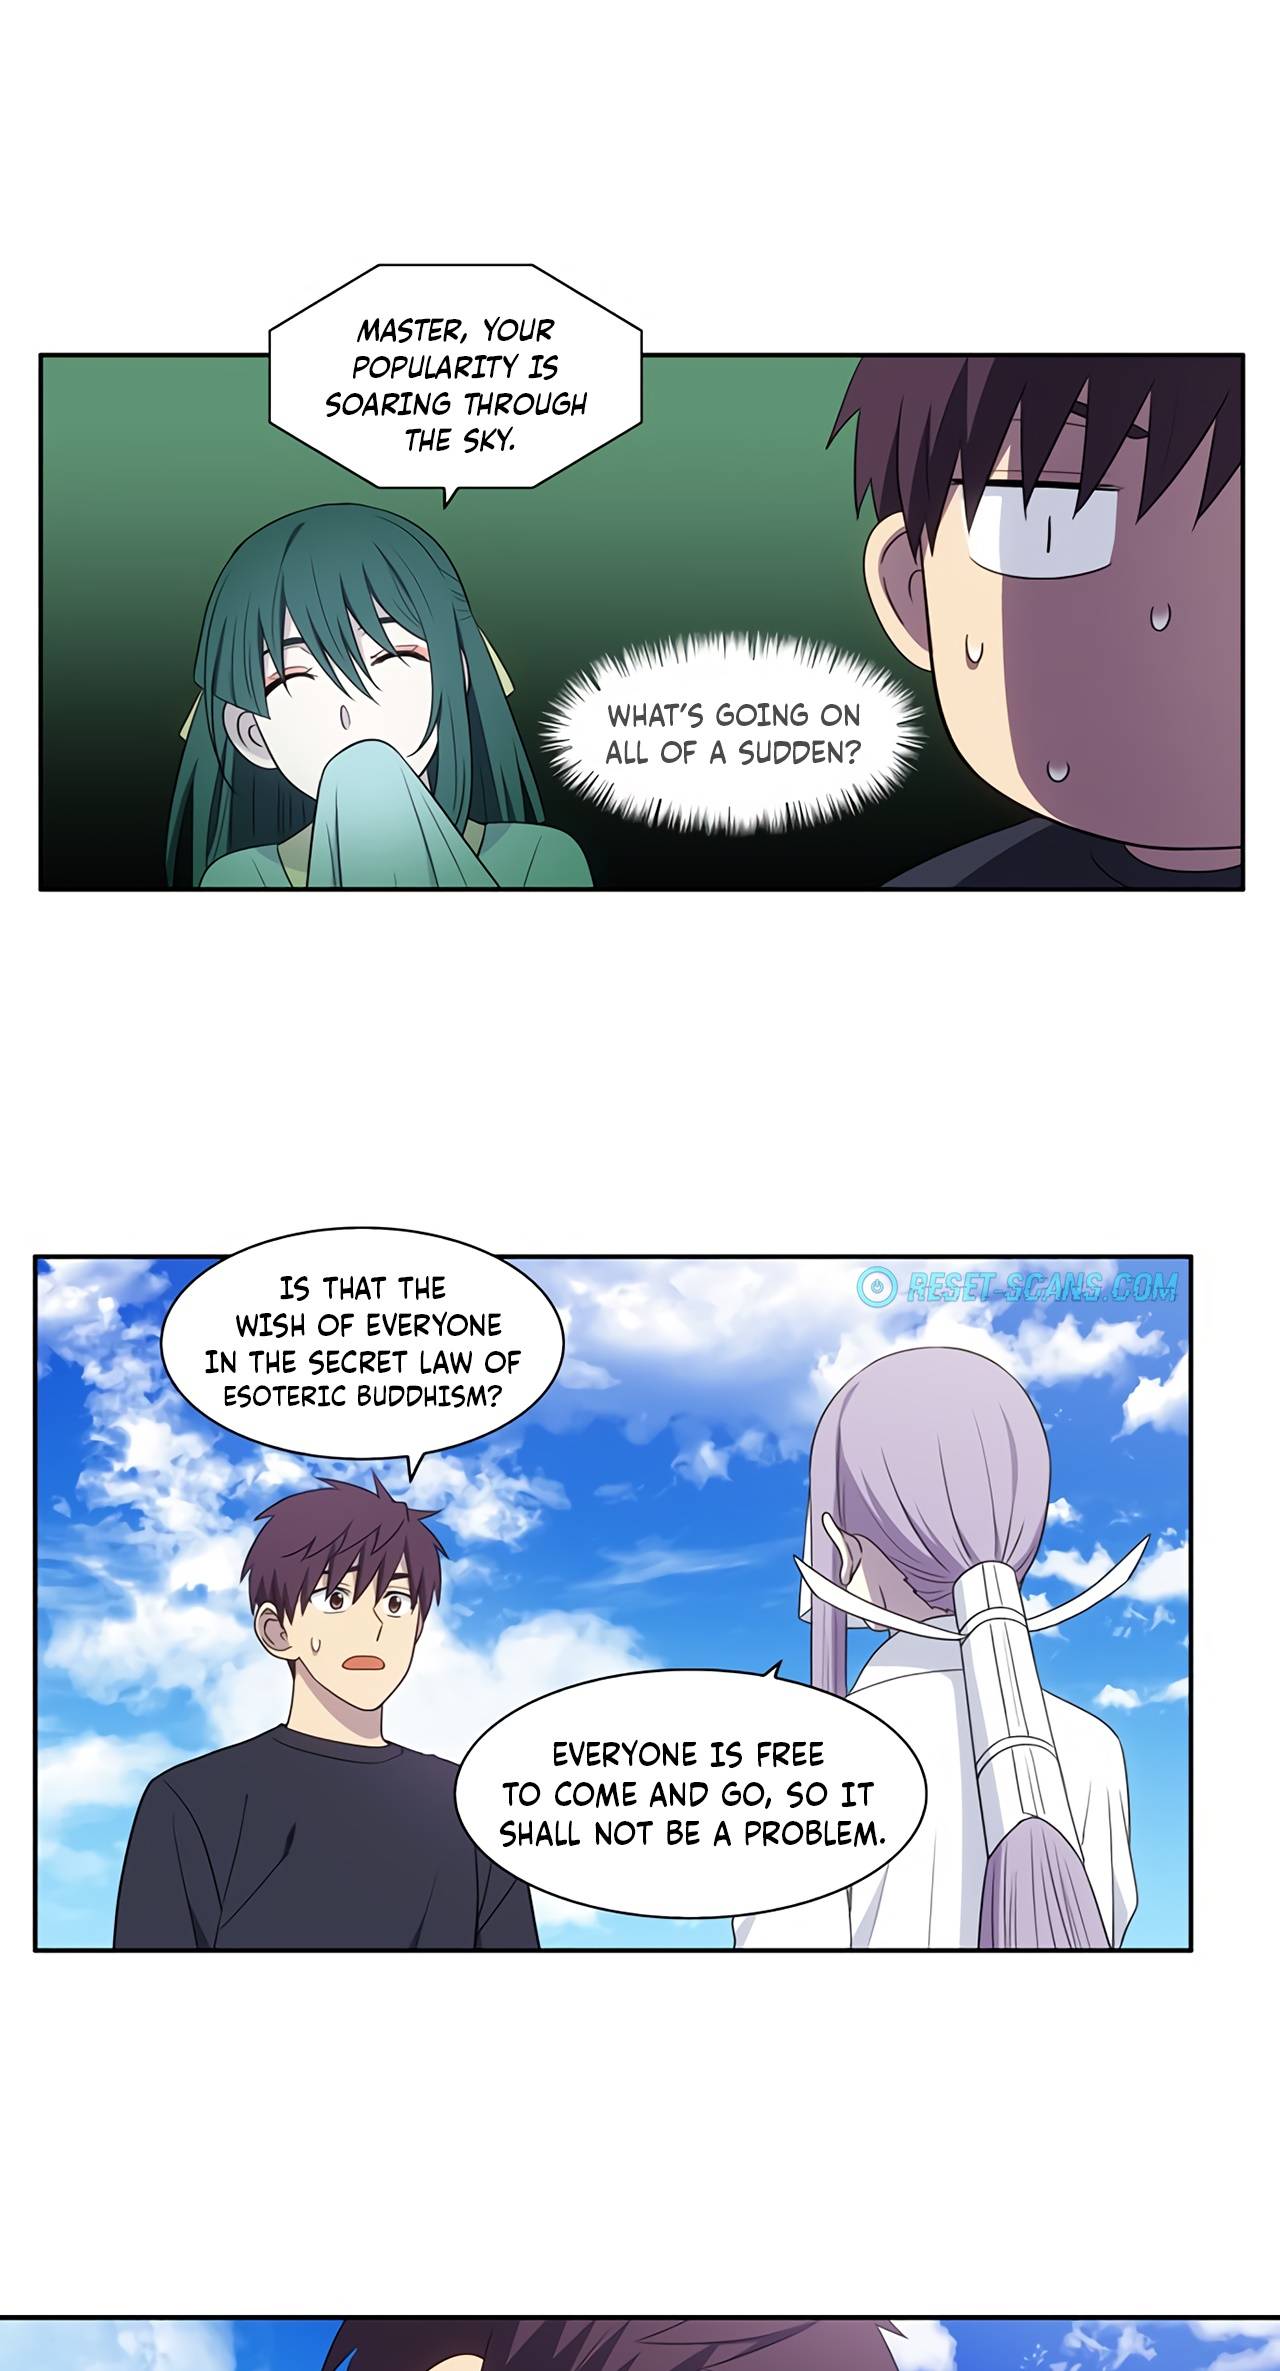 MASTER, YOUR
POPULARITY IS
SOARING THROUGH
THE SKY.
WHAT'S GOING ON
ALL OF A SUDDEN?
RESET-SCANS.COM
IS THAT THE
WISH OF EVERYONE
IN THE SECRET LAW OF
ESOTERIC BUDDHISM?
EVERYONE IS FREE
TO COME AND GO, SO IT
SHALL NOT BE A PROBLEM.